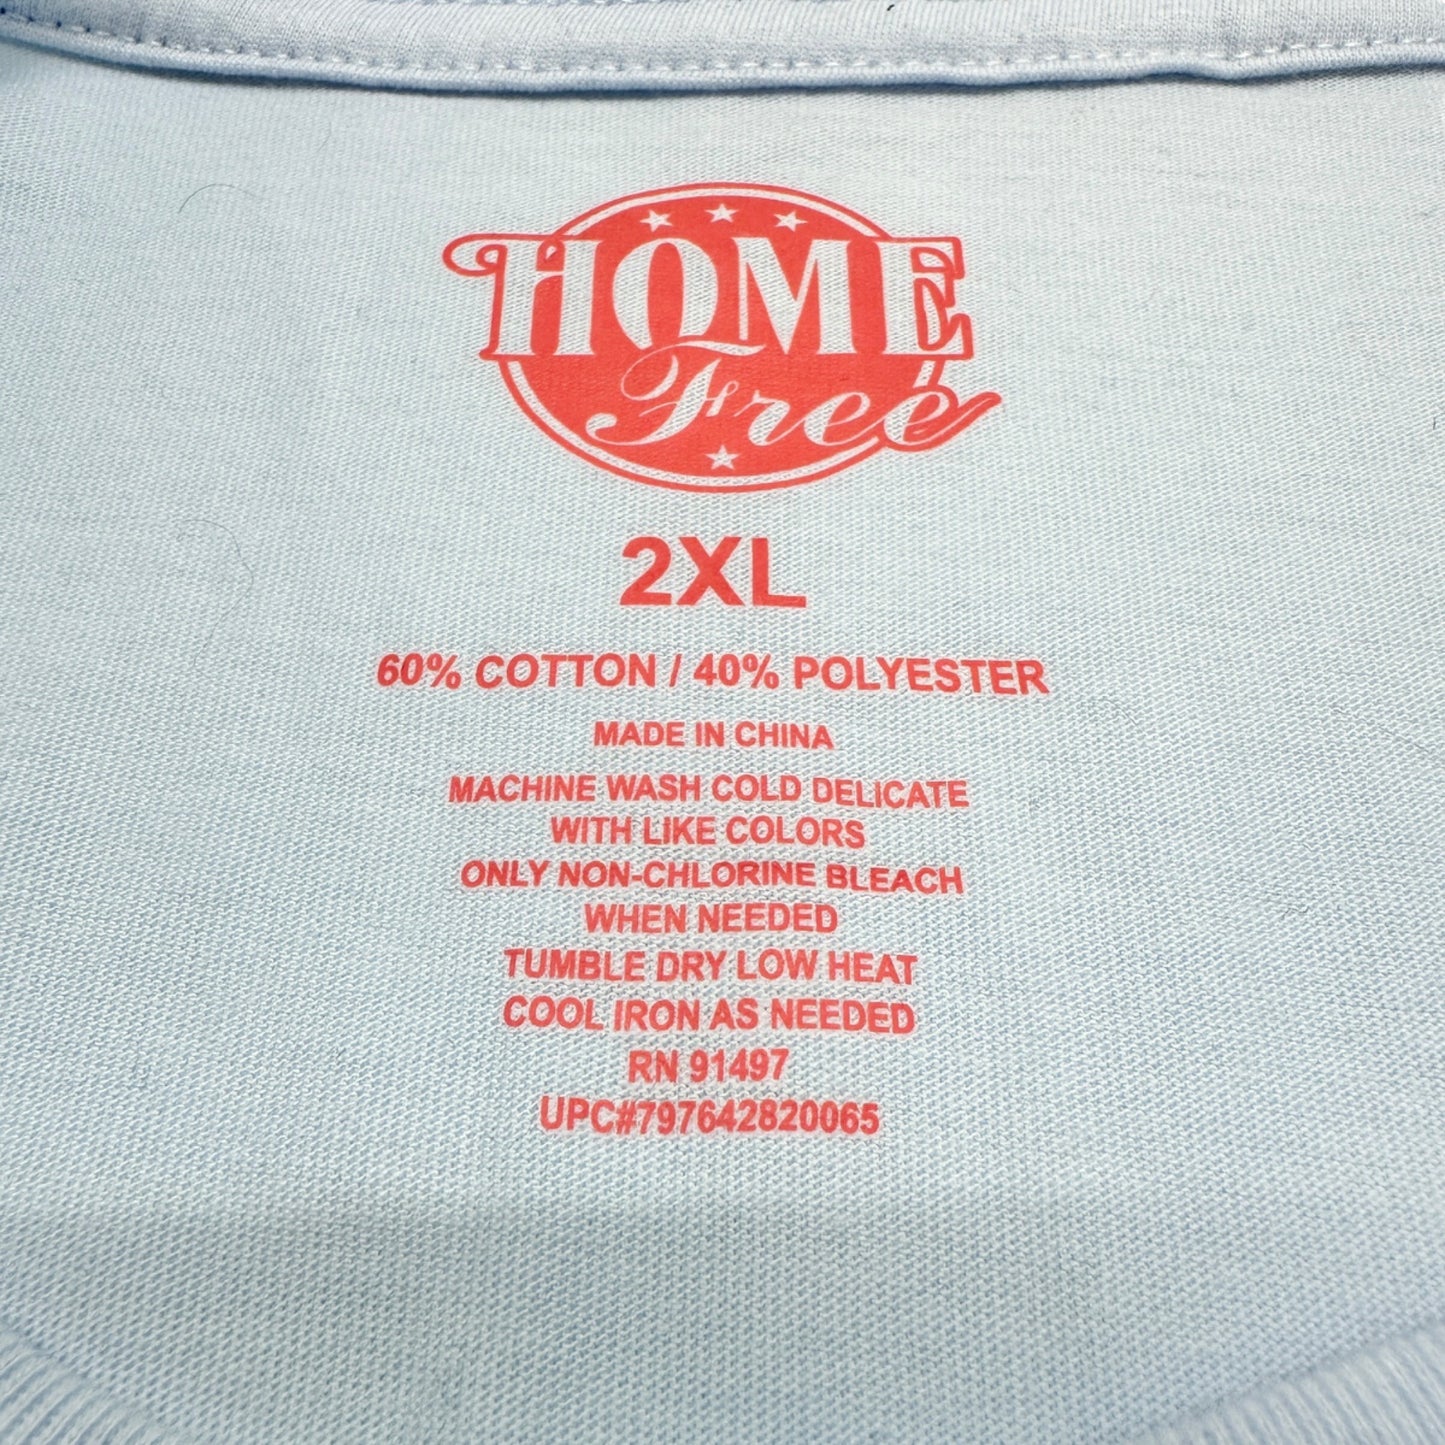 HOME
Free
2XL
60% COTTON / 40% POLYESTER
MADE IN CHINA
MACHINE WASH COLD DELICATE
WITH LIKE COLORS
ONLY NON-CHLORINE BLEACH
WHEN NEEDED
TUMBLE DRY LOW HEAT
COOL IRON AS NEEDED
RN 91497
UPC#797642820065